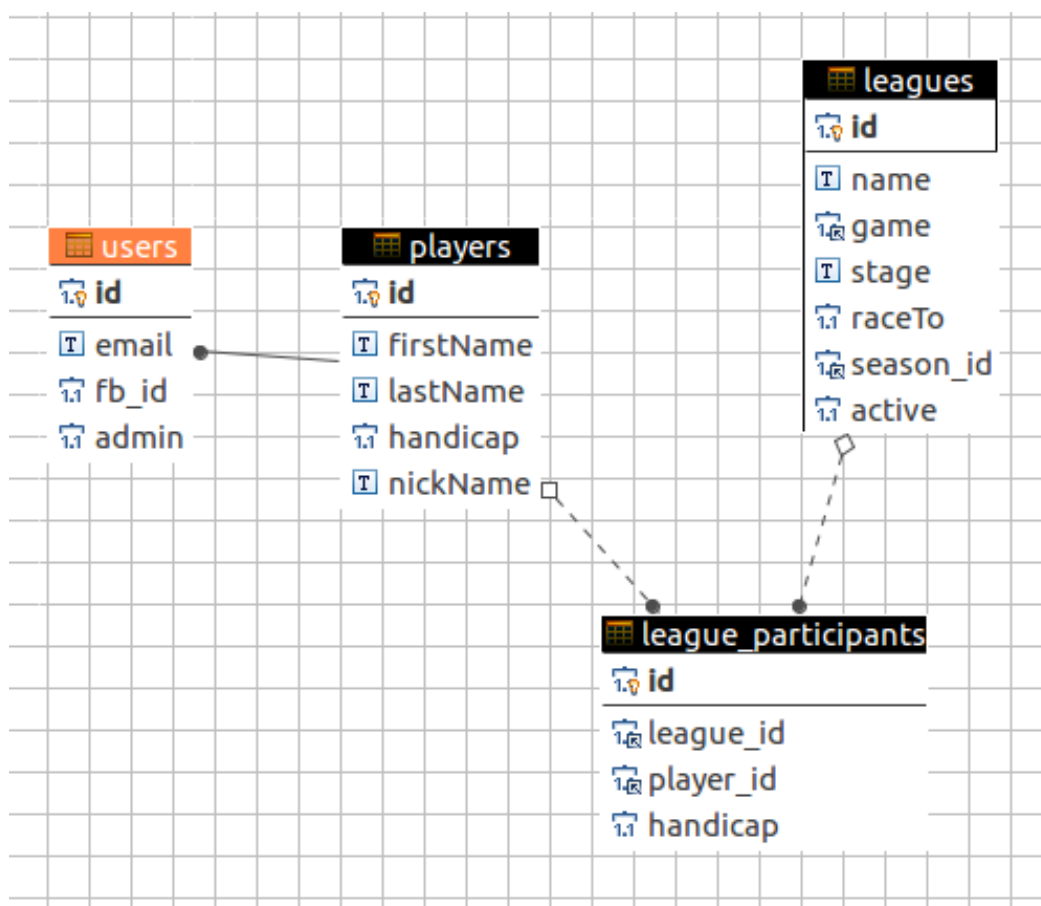 users
id
email
fb_id
admin
players
id
firstName
lastName
handicap
nickName
leagues
id
name
game
stage
raceTo
season_id
active
league_participants
id
league_id
player_id
handicap